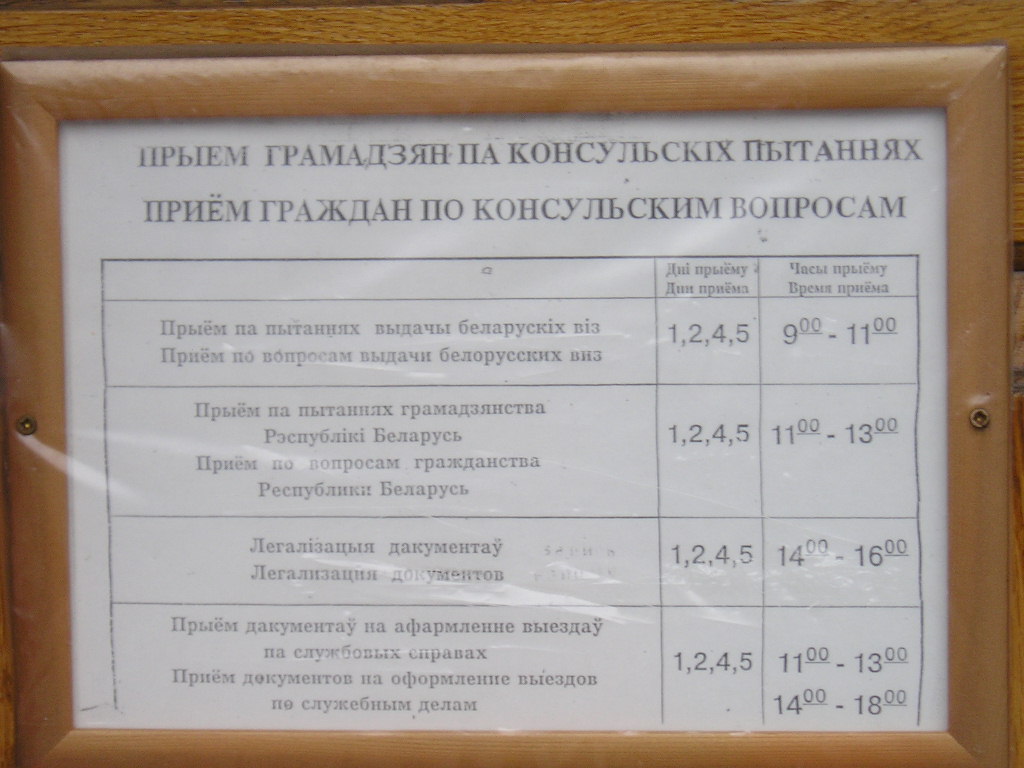 ПРЫЕМ ГРАМАДЗЯН ПА КОНСУЛЬСКІХ ПЫТАННЯХ
ПРИЁМ ГРАЖДАН ПО КОНСУЛЬСКИМ ВОПРОСАМ
Дні прыёму
Дни приёма
Часы прыёму
Время приёма
Прыём па пытаннях выдачы беларускіх віз
Приём по вопросам выдачи белорусских виз
1,2,4,5
900 - 1100
Прыём па пытаннях грамадзянства
Рэспублікі Беларусь
Приём по вопросам гражданства
Республики Беларусь
1,2,4,5
1100 - 1300
Легалізацыя дакументаў
Легализация документов
1,2,4,5
1400 - 1600
Прыём дакументаў на афармленне выездаў
па службовых справах
Приём документов на оформление выездов
по служебным делам
1,2,4,5
1100 - 1300
1400 - 1800